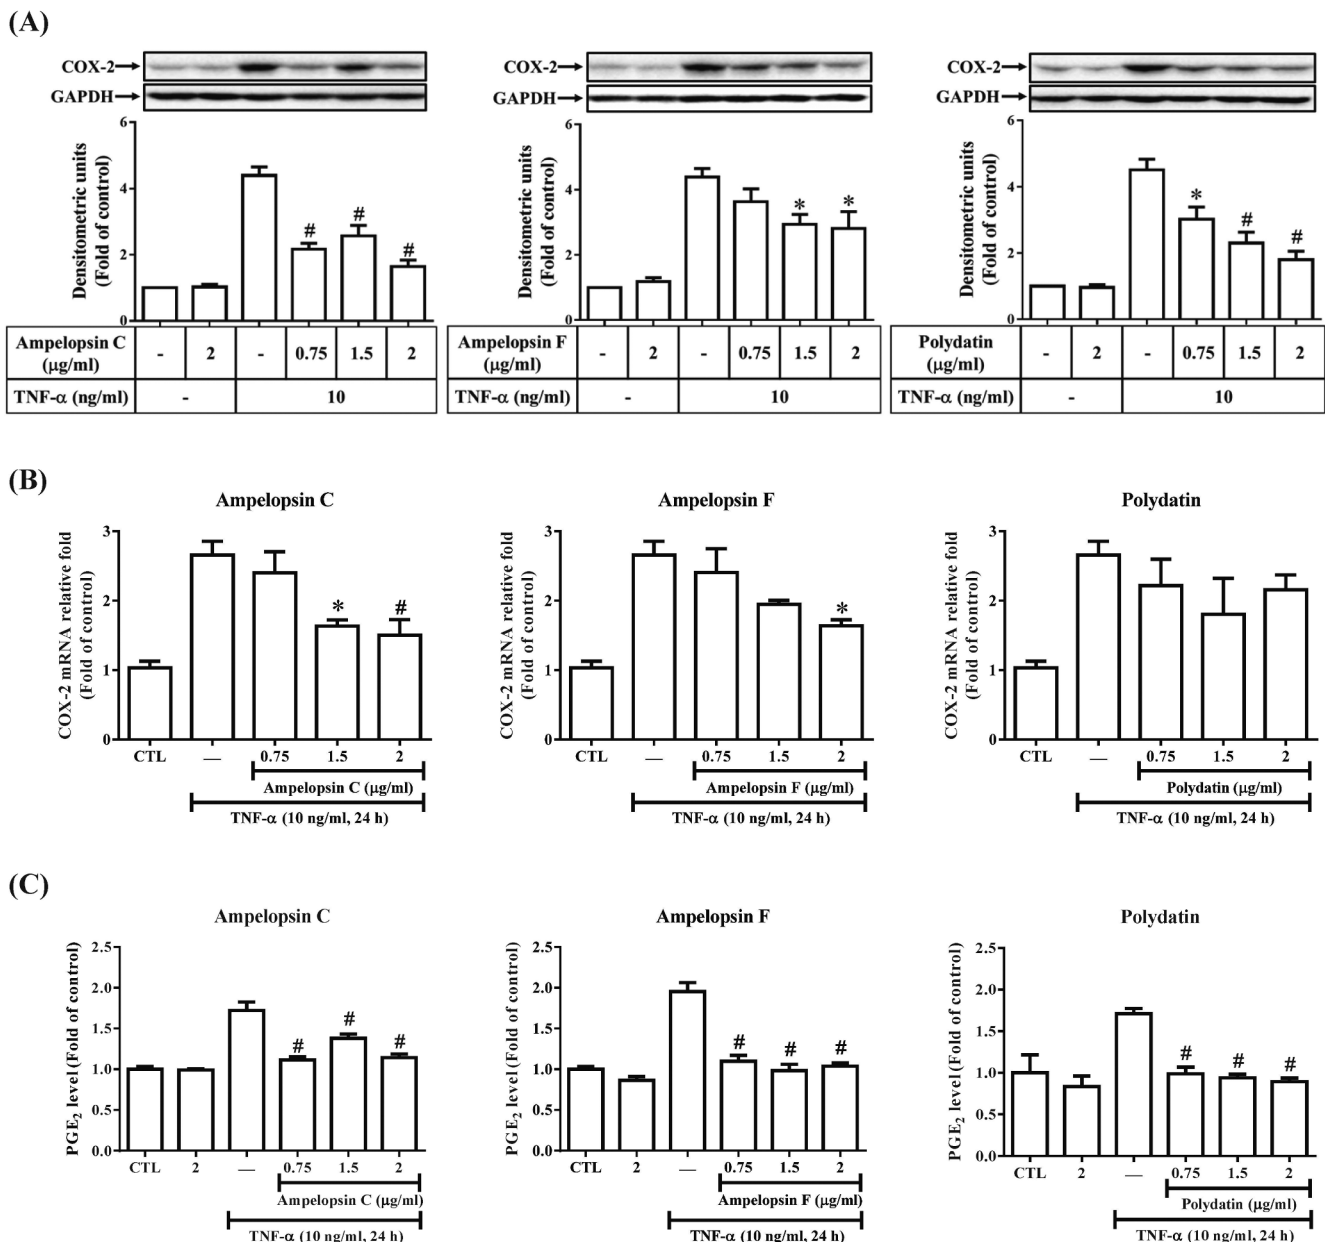 (A)
COX-2
GAPDH
Densitometric units
(Fold of control)
6
4
2
0
#
#
#
Ampelopsin C
(μg/ml)
- 2 - 0.75 1.5 2
TNF-α (ng/ml) - 10
COX-2
GAPDH
Densitometric units
(Fold of control)
6
4
2
0
*
*
Ampelopsin F
(μg/ml)
- 2 - 0.75 1.5 2
TNF-α (ng/ml) - 10
COX-2
GAPDH
Densitometric units
(Fold of control)
6
4
2
0
*
#
#
Polydatin
(μg/ml)
- 2 - 0.75 1.5 2
TNF-α (ng/ml) - 10
(B)
Ampelopsin C
COX-2 mRNA relative fold
(Fold of control)
3
2
1
0
*
#
CTL — 0.75 1.5 2
Ampelopsin C (μg/ml)
TNF-α (10 ng/ml, 24 h)
Ampelopsin F
COX-2 mRNA relative fold
(Fold of control)
3
2
1
0
*
CTL — 0.75 1.5 2
Ampelopsin F (μg/ml)
TNF-α (10 ng/ml, 24 h)
Polydatin
COX-2 mRNA relative fold
(Fold of control)
3
2
1
0
CTL — 0.75 1.5 2
Polydatin (μg/ml)
TNF-α (10 ng/ml, 24 h)
(C)
Ampelopsin C
PGE₂ level (Fold of control)
2.5
2.0
1.5
1.0
0.5
0.0
#
#
#
CTL 2 — 0.75 1.5 2
Ampelopsin C (μg/ml)
TNF-α (10 ng/ml, 24 h)
Ampelopsin F
PGE₂ level (Fold of control)
2.5
2.0
1.5
1.0
0.5
0.0
#
#
#
CTL 2 — 0.75 1.5 2
Ampelopsin F (μg/ml)
TNF-α (10 ng/ml, 24 h)
Polydatin
PGE₂ level (Fold of control)
2.5
2.0
1.5
1.0
0.5
0.0
#
#
#
CTL 2 — 0.75 1.5 2
Polydatin (μg/ml)
TNF-α (10 ng/ml, 24 h)